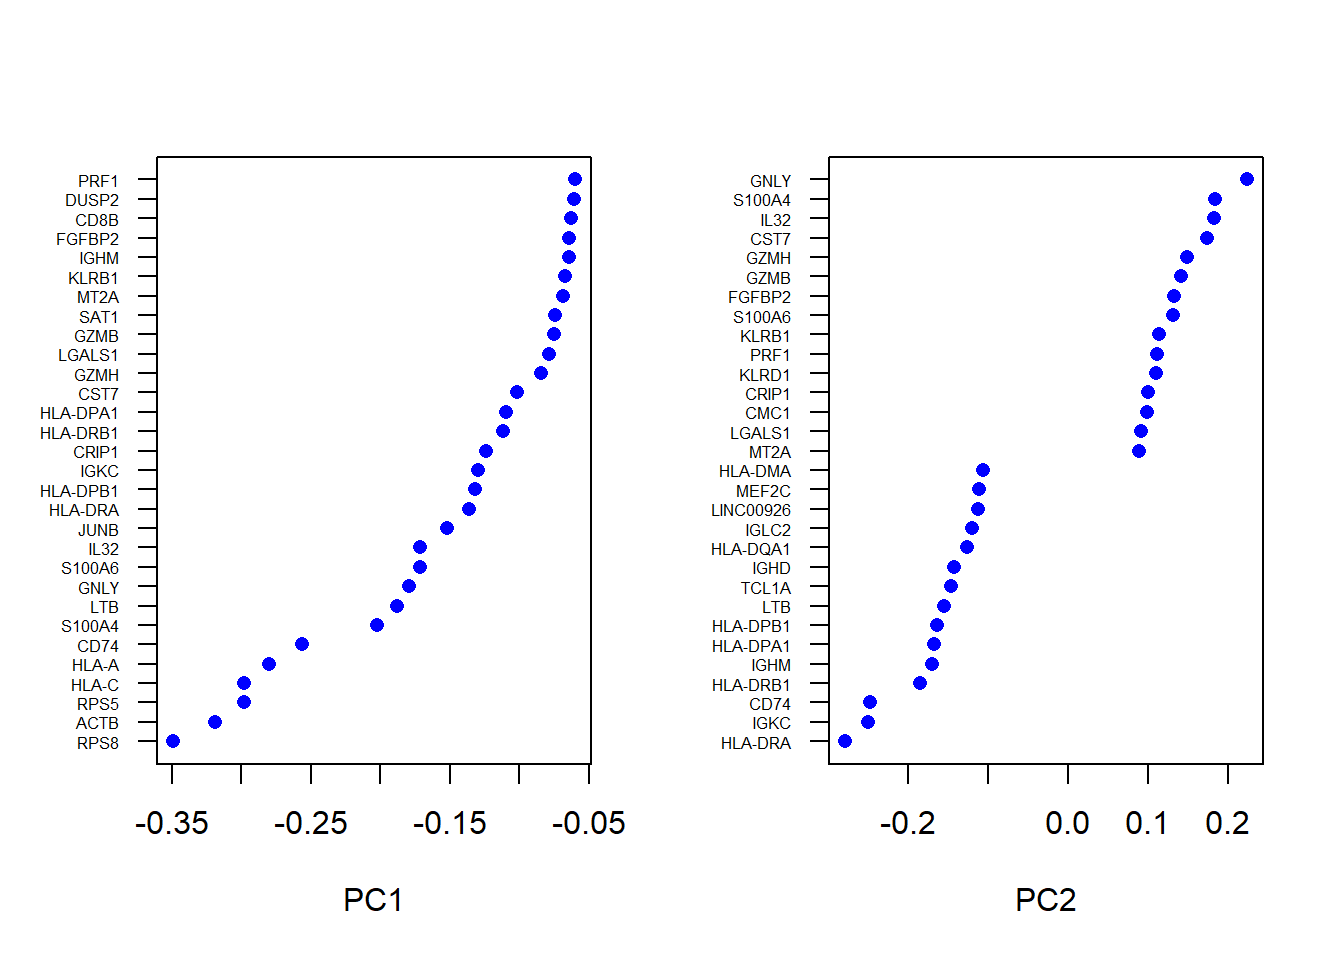 PRF1
DUSP2
CD8B
FGFBP2
IGHM
KLRB1
MT2A
SAT1
GZMB
LGALS1
GZMH
CST7
HLA-DPA1
HLA-DRB1
CRIP1
IGKC
HLA-DPB1
HLA-DRA
JUNB
IL32
S100A6
GNLY
LTB
S100A4
CD74
HLA-A
HLA-C
RPS5
ACTB
RPS8
-0.35 -0.25 -0.15 -0.05
PC1
GNLY
S100A4
IL32
CST7
GZMH
GZMB
FGFBP2
S100A6
KLRB1
PRF1
KLRD1
CRIP1
CMC1
LGALS1
MT2A
HLA-DMA
MEF2C
LINC00926
IGLC2
HLA-DQA1
IGHD
TCL1A
LTB
HLA-DPB1
HLA-DPA1
IGHM
HLA-DRB1
CD74
IGKC
HLA-DRA
-0.2 0.0 0.1 0.2
PC2